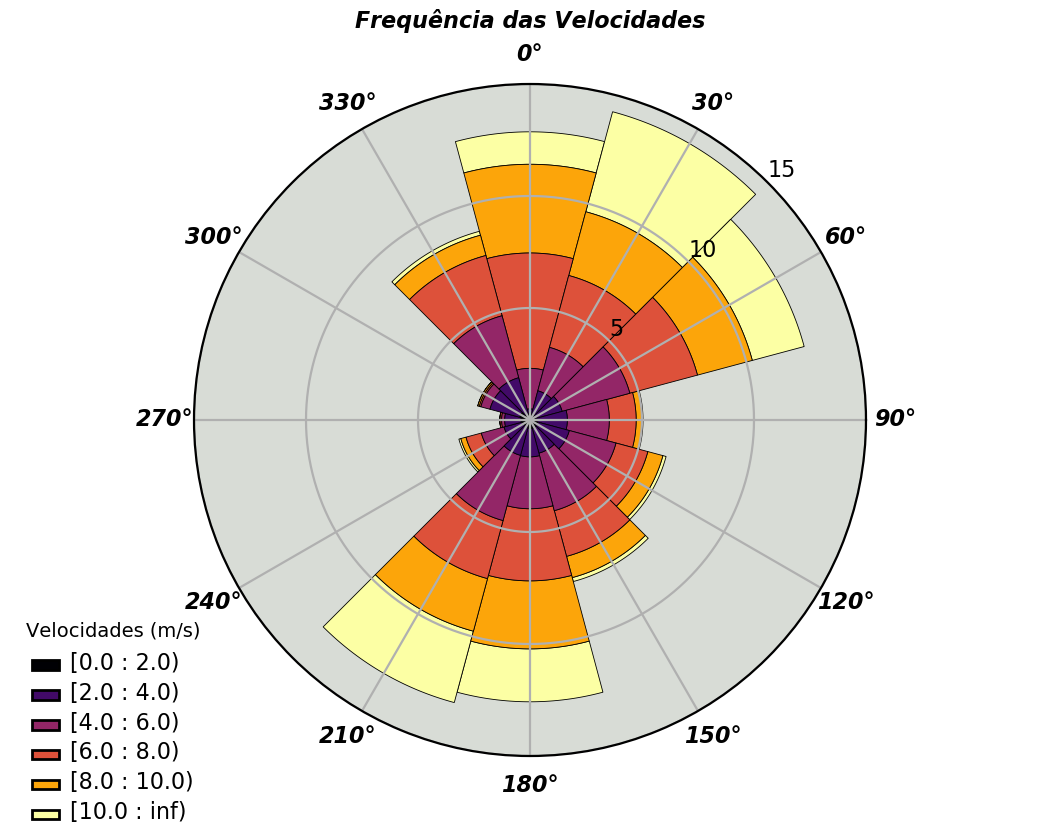 Frequência das Velocidades
0°
330°
30°
15
300°
60°
10
5
270°
90°
240°
120°
210°
150°
180°
Velocidades (m/s)
[0.0 : 2.0)
[2.0 : 4.0)
[4.0 : 6.0)
[6.0 : 8.0)
[8.0 : 10.0)
[10.0 : inf)